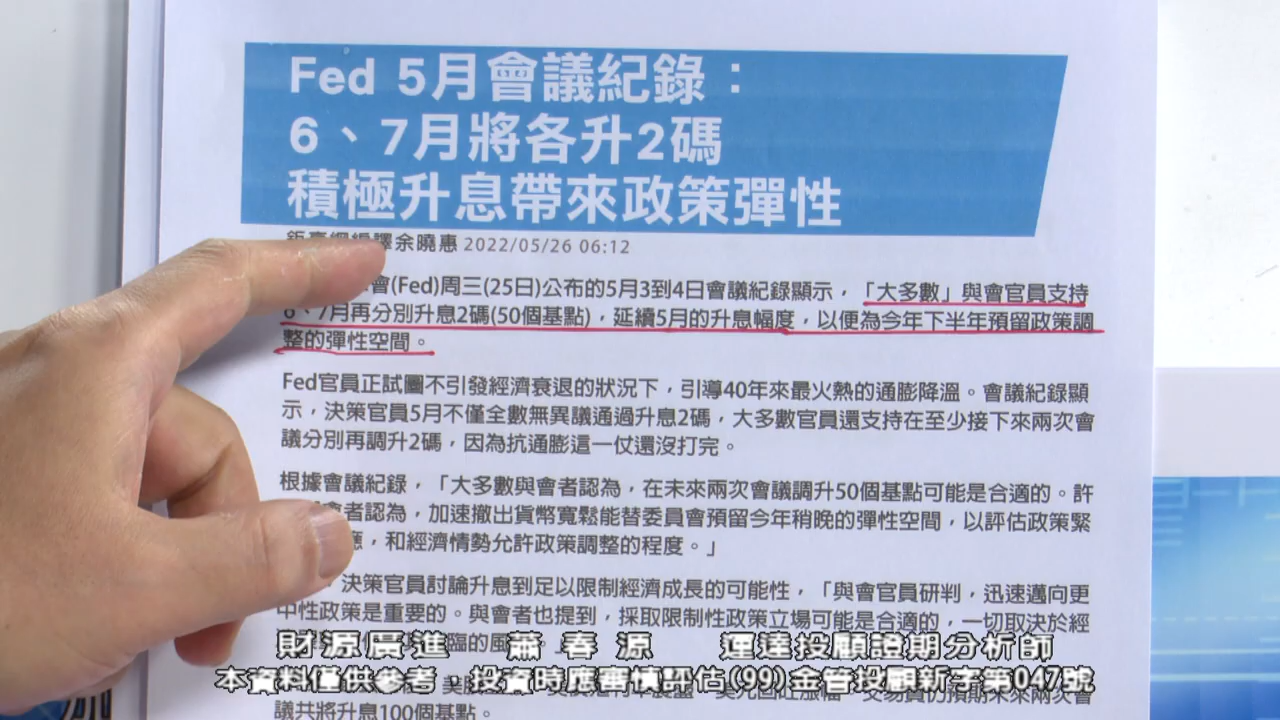 Fed 5月會議紀錄：
6、7月將各升2碼
積極升息帶來政策彈性
余曉惠 2022/05/26 06:12
會(Fed)周三(25日)公布的5月3到4日會議紀錄顯示，「大多數」與會官員支持
6、7月再分別升息2碼(50個基點)，延續5月的升息幅度，以便為今年下半年預留政策調
整的彈性空間。
Fed官員正試圖不引發經濟衰退的狀況下，引導40年來最火熱的通膨降溫。會議紀錄顯
示，決策官員5月不僅全數無異議通過升息2碼，大多數官員還支持在至少接下來兩次會
議分別再調升2碼，因為抗通膨這一仗還沒打完。
根據會議紀錄，「大多數與會者認為，在未來兩次會議調升50個基點可能是合適的。許
會者認為，加速撤出貨幣寬鬆能替委員會預留今年稍晚的彈性空間，以評估政策緊
，和經濟情勢允許政策調整的程度。」
決策官員討論升息到足以限制經濟成長的可能性，「與會官員研判，迅速邁向更
中性政策是重要的。與會者也提到，採取限制性政策立場可能是合適的，一切取決於經
臨的風
財源廣進 蕭春源 運達投顧證期分析師
本資料僅供參考，投資時應審慎評估(99)金管投顧新字第047號
議共將升息100個基點。